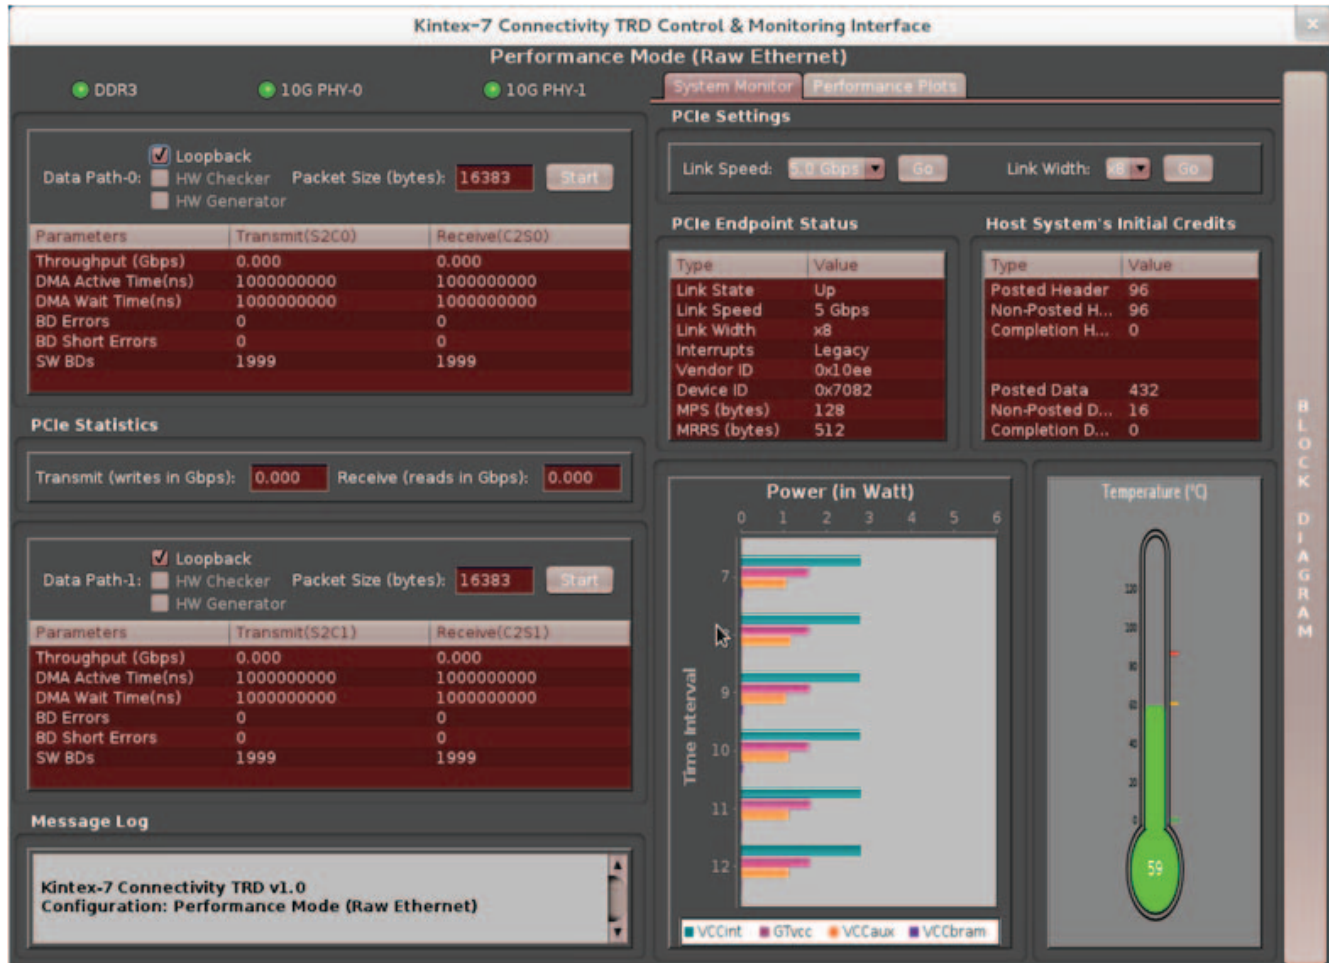 Kintex-7 Connectivity TRD Control & Monitoring Interface
Performance Mode (Raw Ethernet)
DDR3 10G PHY-0 10G PHY-1
Loopback
Data Path-0: HW Checker Packet Size (bytes): 16383 Start
HW Generator
Parameters Transmit(S2C0) Receive(C2S0)
Throughput (Gbps) 0.000 0.000
DMA Active Time(ns) 1000000000 1000000000
DMA Wait Time(ns) 1000000000 1000000000
BD Errors 0 0
BD Short Errors 0 0
SW BDs 1999 1999
PCIe Statistics
Transmit (writes in Gbps): 0.000 Receive (reads in Gbps): 0.000
Loopback
Data Path-1: HW Checker Packet Size (bytes): 16383 Start
HW Generator
Parameters Transmit(S2C1) Receive(C2S1)
Throughput (Gbps) 0.000 0.000
DMA Active Time(ns) 1000000000 1000000000
DMA Wait Time(ns) 1000000000 1000000000
BD Errors 0 0
BD Short Errors 0 0
SW BDs 1999 1999
Message Log
Kintex-7 Connectivity TRD v1.0
Configuration: Performance Mode (Raw Ethernet)
System Monitor Performance Plots
PCIe Settings
Link Speed: 5.0 Gbps Go Link Width: x8 Go
PCIe Endpoint Status
Type Value
Link State Up
Link Speed 5 Gbps
Link Width x8
Interrupts Legacy
Vendor ID 0x10ee
Device ID 0x7082
MPS (bytes) 128
MRRS (bytes) 512
Host System's Initial Credits
Type Value
Posted Header 96
Non-Posted H... 96
Completion H... 0
Posted Data 432
Non-Posted D... 16
Completion D... 0
Power (in Watt)
0 1 2 3 4 5 6
7
9
10
11
12
Time Interval
VCCint GTvcc VCCaux VCCbram
Temperature (°C)
120
100
80
60
40
20
0
59
BLOCK DIAGRAM